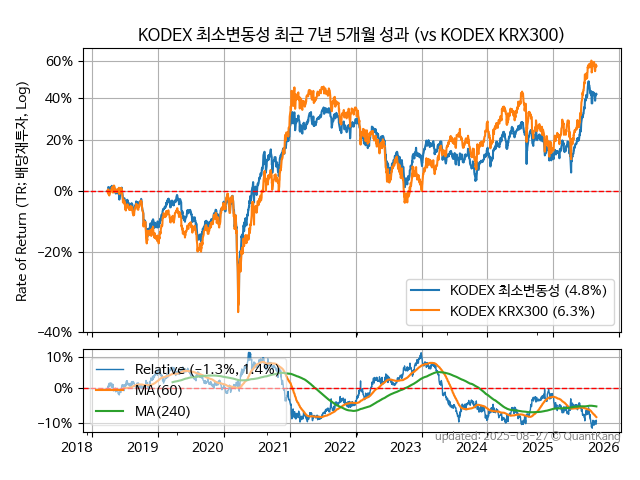 KODEX 최소변동성 최근 7년 5개월 성과 (vs KODEX KRX300)
Rate of Return (TR: 배당재투자, Log)
60%
40%
20%
0%
−20%
−40%
KODEX 최소변동성 (4.8%)
KODEX KRX300 (6.3%)
10%
0%
−10%
Relative (−1.3%, 1.4%)
MA(60)
MA(240)
2018 2019 2020 2021 2022 2023 2024 2025 2026
updated: 2025-08-27 © QuantKang